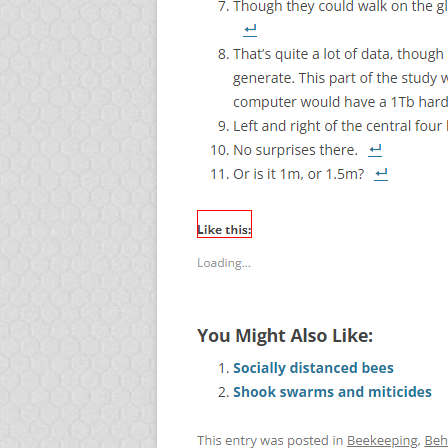 7. Though they could walk on the
↵
8. That's quite a lot of data, though
generate. This part of the study
computer would have a 1Tb hard
9. Left and right of the central four
10. No surprises there. ↵
11. Or is it 1m, or 1.5m? ↵
Like this:
Loading...
You Might Also Like:
1. Socially distanced bees
2. Shook swarms and miticides
This entry was posted in Beekeeping,